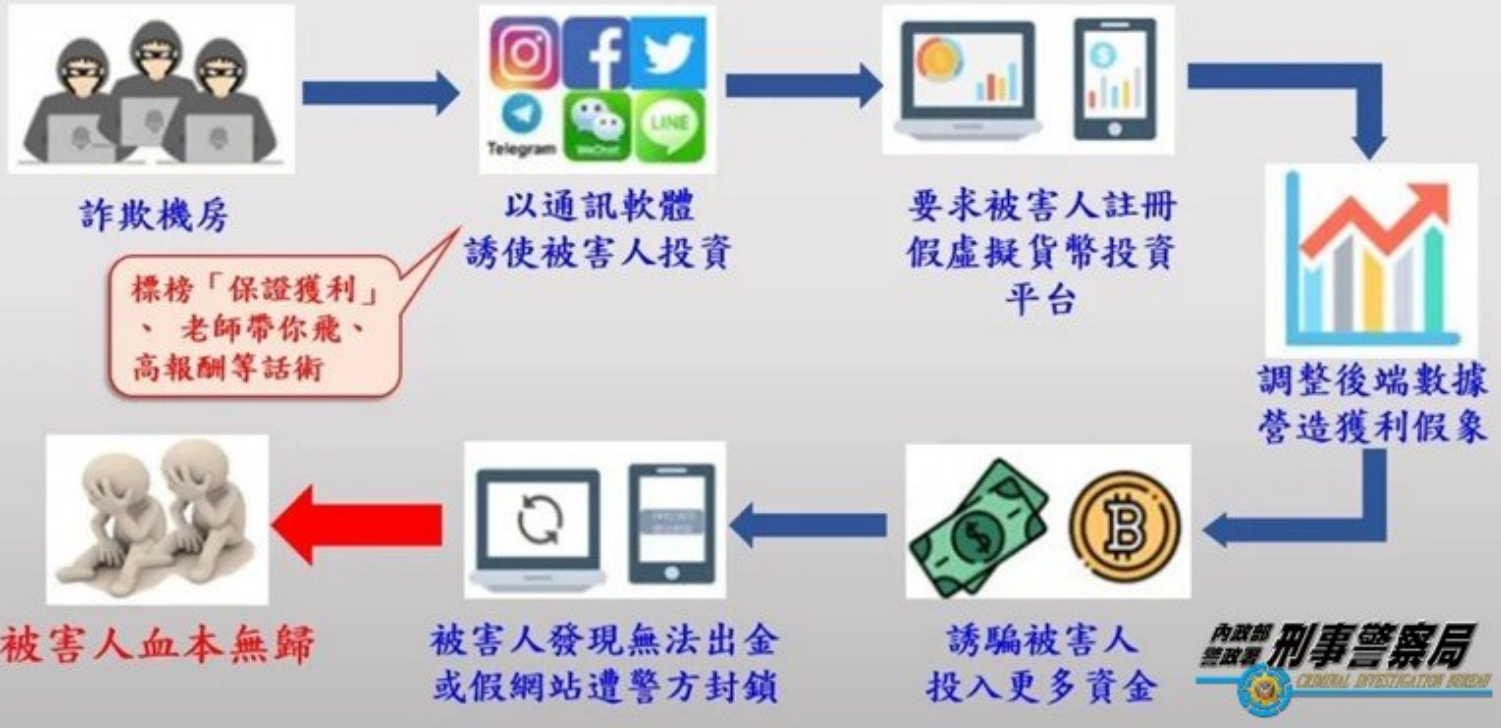 Telegram
WeChat
LINE
詐欺機房
以通訊軟體
誘使被害人投資
標榜「保證獲利」
、 老師帶你飛、
高報酬等話術
要求被害人註冊
假虛擬貨幣投資
平台
調整後端數據
營造獲利假象
誘騙被害人
投入更多資金
被害人發現無法出金
或假網站遭警方封鎖
被害人血本無歸
內政部
警政署
刑事警察局
CRIMINAL INVESTIGATION BUREAU